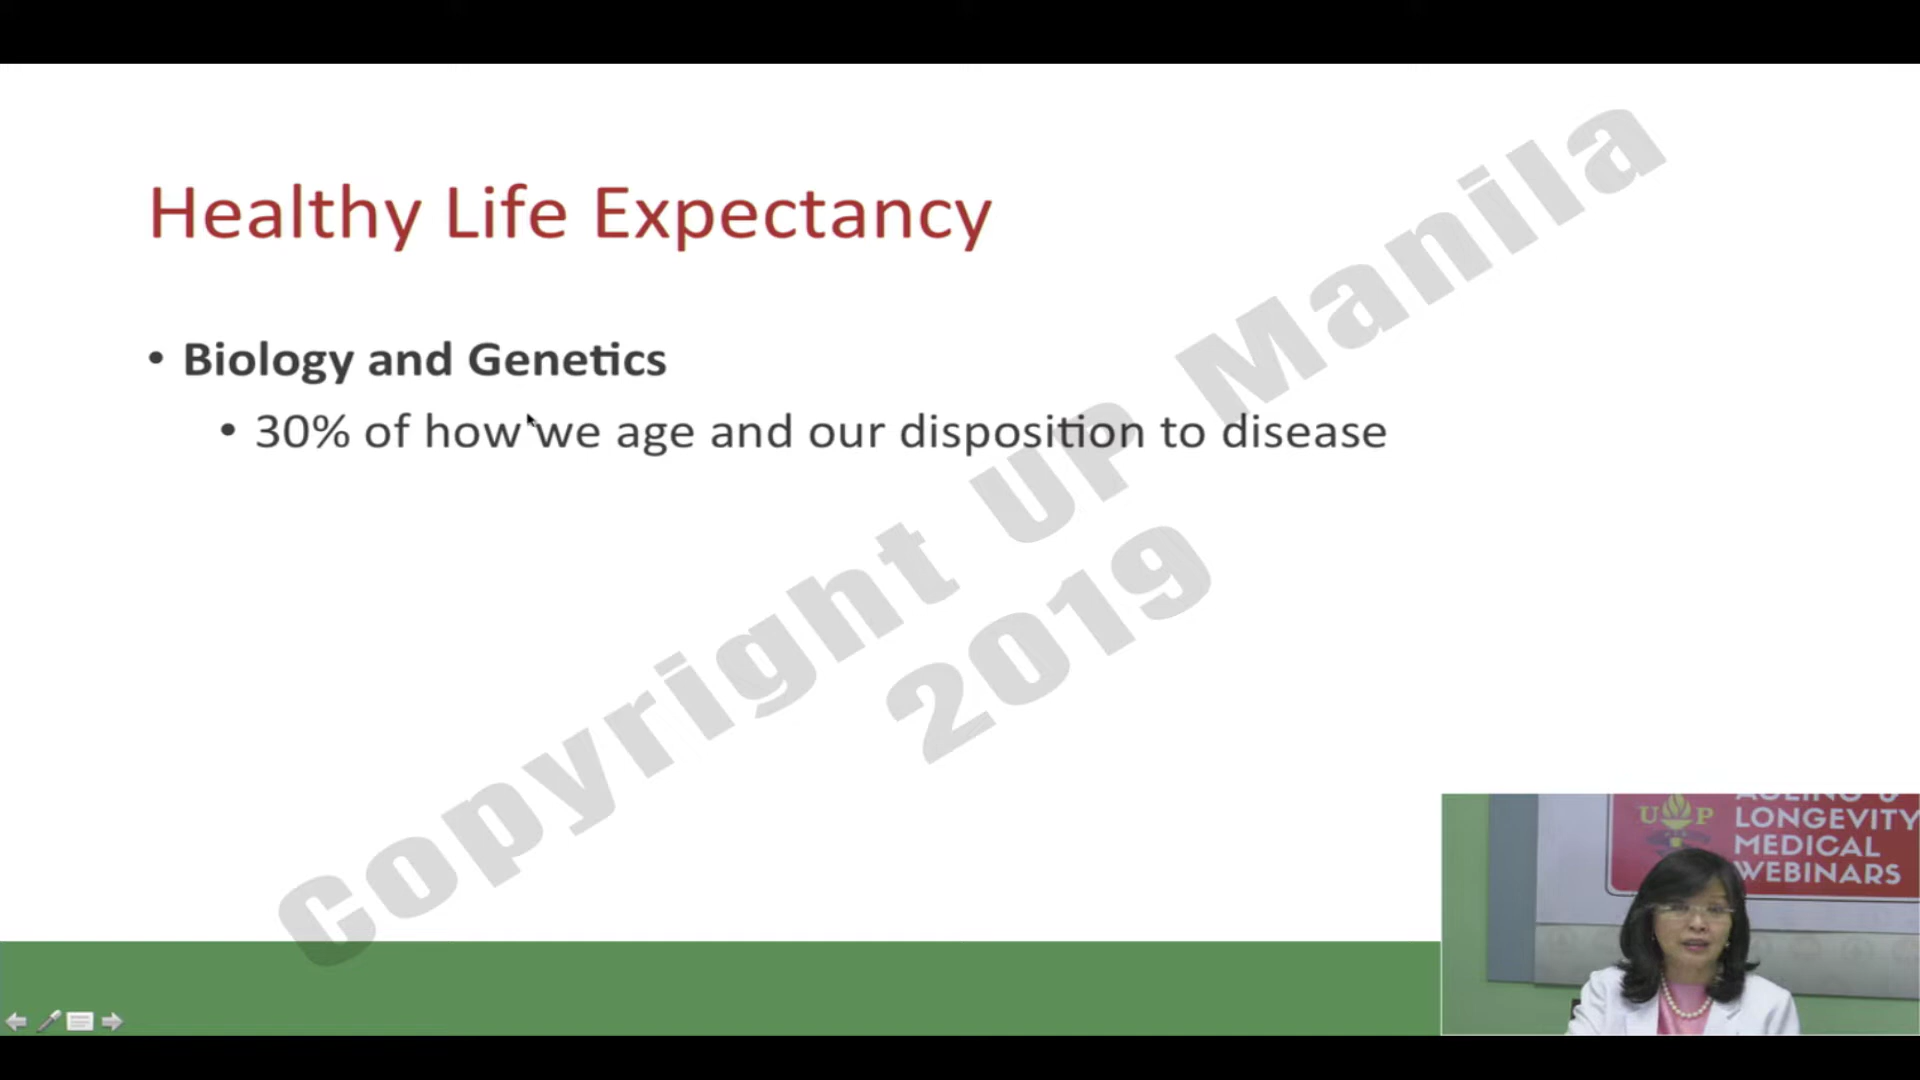 Healthy Life Expectancy
• Biology and Genetics
• 30% of how we age and our disposition to disease
Copyright UP Manila
2019
UP
LONGEVITY
MEDICAL
WEBINARS